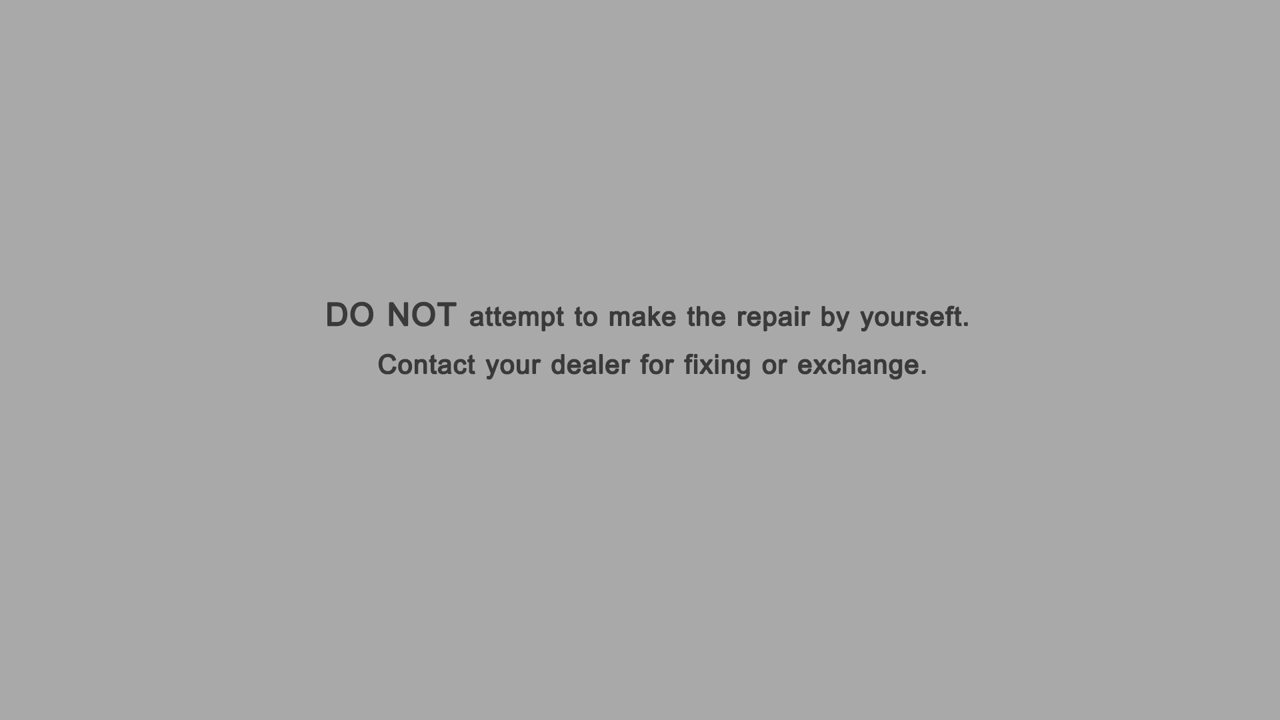 DO NOT attempt to make the repair by yourseft.
Contact your dealer for fixing or exchange.